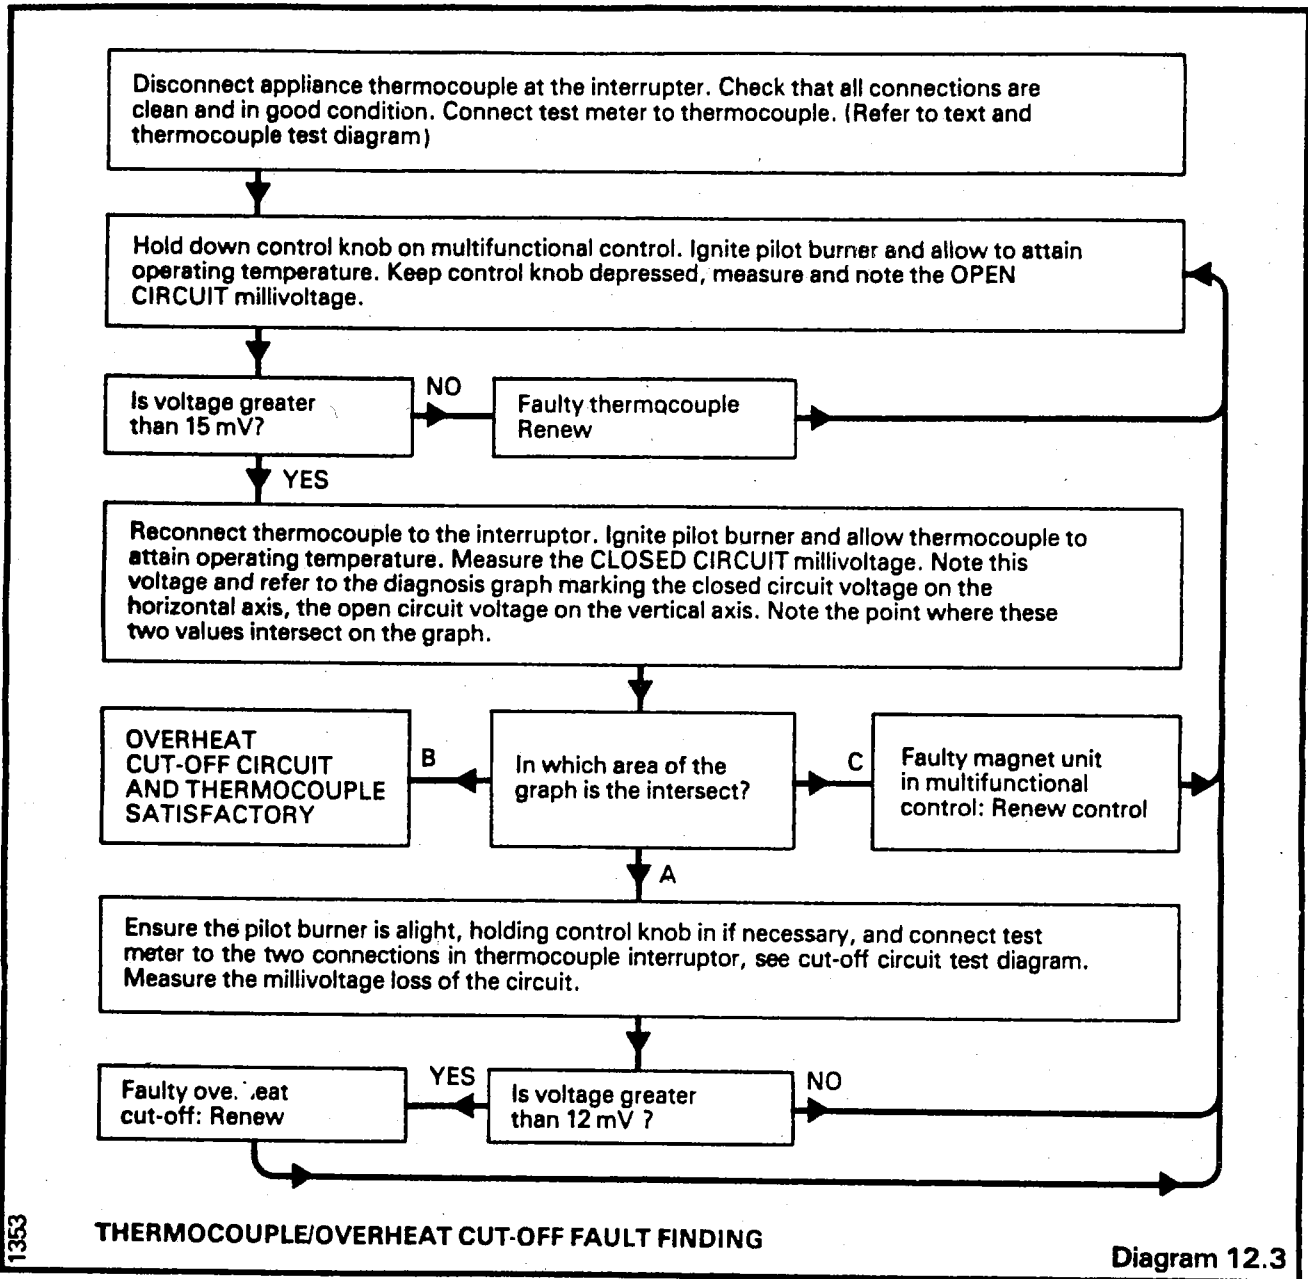 Disconnect appliance thermocouple at the interrupter. Check that all connections are
clean and in good condition. Connect test meter to thermocouple. (Refer to text and
thermocouple test diagram)
Hold down control knob on multifunctional control. Ignite pilot burner and allow to attain
operating temperature. Keep control knob depressed, measure and note the OPEN
CIRCUIT millivoltage.
Is voltage greater
than 15 mV?
NO
Faulty thermocouple
Renew
YES
Reconnect thermocouple to the interruptor. Ignite pilot burner and allow thermocouple to
attain operating temperature. Measure the CLOSED CIRCUIT millivoltage. Note this
voltage and refer to the diagnosis graph marking the closed circuit voltage on the
horizontal axis, the open circuit voltage on the vertical axis. Note the point where these
two values intersect on the graph.
OVERHEAT
CUT-OFF CIRCUIT
AND THERMOCOUPLE
SATISFACTORY
B
In which area of the
graph is the intersect?
C
Faulty magnet unit
in multifunctional
control: Renew control
A
Ensure the pilot burner is alight, holding control knob in if necessary, and connect test
meter to the two connections in thermocouple interruptor, see cut-off circuit test diagram.
Measure the millivoltage loss of the circuit.
Faulty
cut-off: Renew
YES
Is voltage greater
than 12 mV ?
NO
1353
THERMOCOUPLE/OVERHEAT CUT-OFF FAULT FINDING
Diagram 12.3